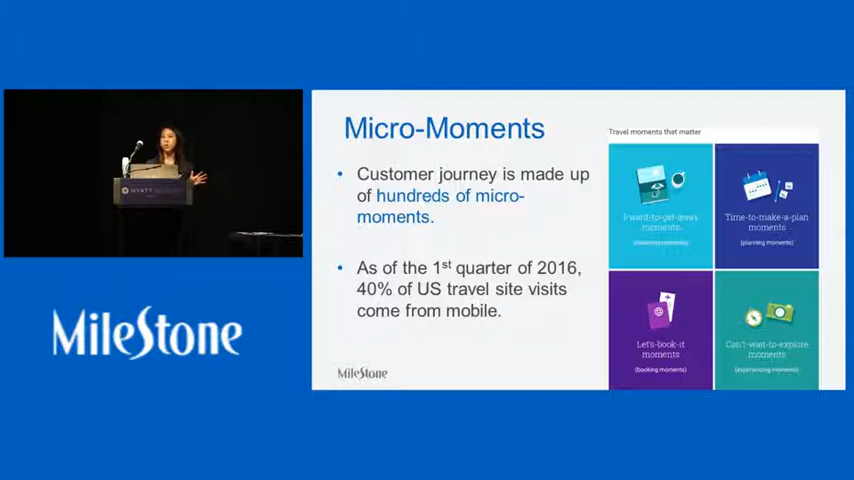 Micro-Moments
• Customer journey is made up
of hundreds of micro-
moments.
• As of the 1st quarter of 2016,
40% of US travel site visits
come from mobile.
MileStone
Travel moments that matter
I-want-to-get-away
moments
Time-to-make-a-plan
moments
(planning moments)
Let's-book-it
moments
(booking moments)
Can't-wait-to-explore
moments
(experiencing moments)
HYATT
MileStone